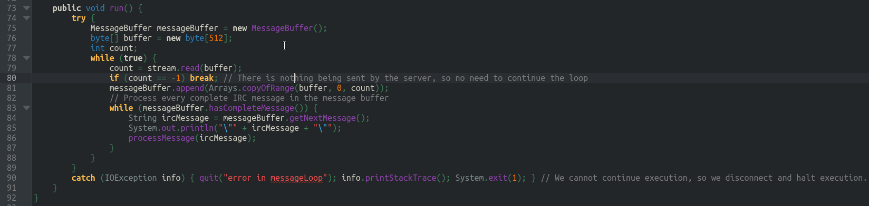 73 public void run() {
74 try {
75 MessageBuffer messageBuffer = new MessageBuffer();
76 byte[] buffer = new byte[512];
77 int count;
78 while (true) {
79 count = stream.read(buffer);
80 if (count == -1) break; // There is nothing being sent by the server, so no need to continue the loop
81 messageBuffer.append(Arrays.copyOfRange(buffer, 0, count));
82 // Process every complete IRC message in the message buffer
83 while (messageBuffer.hasCompleteMessage()) {
84 String ircMessage = messageBuffer.getNextMessage();
85 System.out.println("\"" + ircMessage + "\"");
86 processMessage(ircMessage);
87 }
88 }
89 }
90 catch (IOException info) { quit("error in messageLoop"); info.printStackTrace(); System.exit(1); } // We cannot continue execution, so we disconnect and halt execution.
91 }
92 }